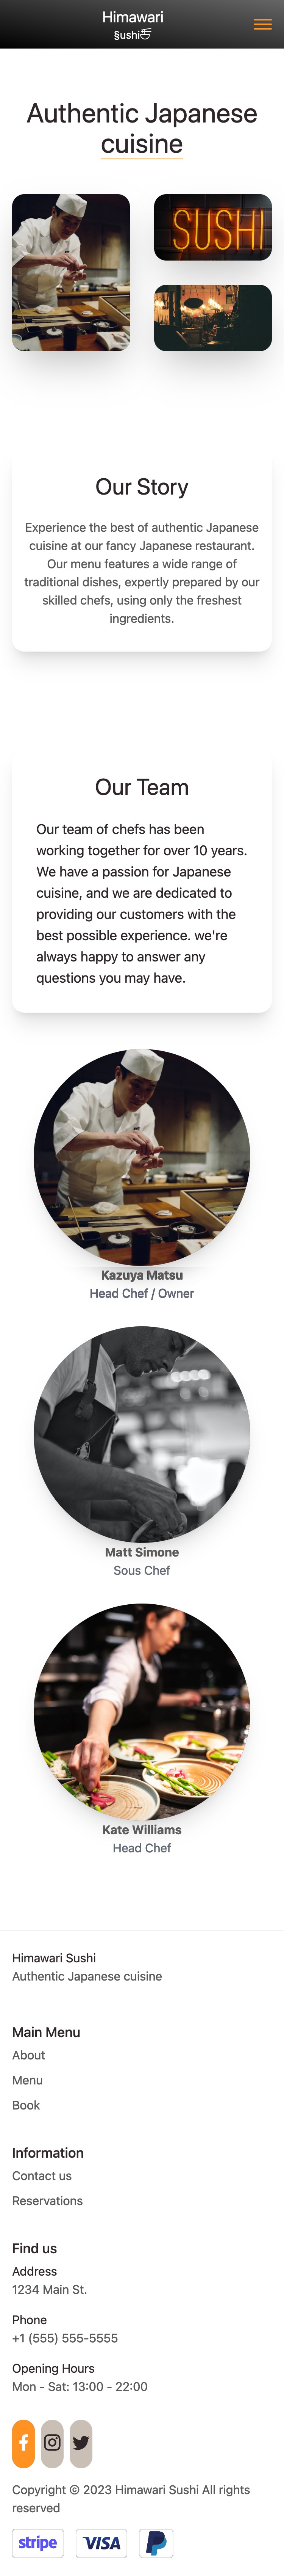 Himawari
Sushi
Authentic Japanese
cuisine
SUSHI
Our Story
Experience the best of authentic Japanese
cuisine at our fancy Japanese restaurant.
Our menu features a wide range of
traditional dishes, expertly prepared by our
skilled chefs, using only the freshest
ingredients.
Our Team
Our team of chefs has been
working together for over 10 years.
We have a passion for Japanese
cuisine, and we are dedicated to
providing our customers with the
best possible experience. we're
always happy to answer any
questions you may have.
Kazuya Matsu
Head Chef / Owner
Matt Simone
Sous Chef
Kate Williams
Head Chef
Himawari Sushi
Authentic Japanese cuisine
Main Menu
About
Menu
Book
Information
Contact us
Reservations
Find us
Address
1234 Main St.
Phone
+1 (555) 555-5555
Opening Hours
Mon - Sat: 13:00 - 22:00
Copyright © 2023 Himawari Sushi All rights
reserved
stripe VISA